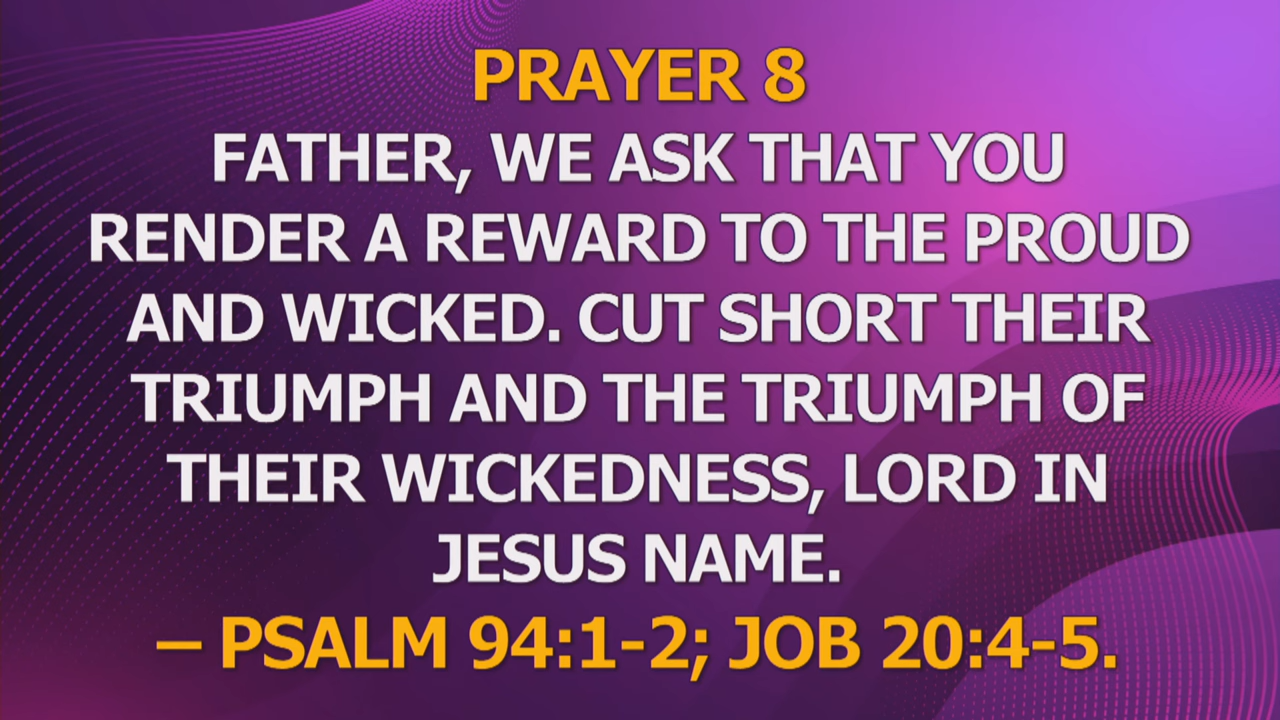 PRAYER 8
FATHER, WE ASK THAT YOU
RENDER A REWARD TO THE PROUD
AND WICKED. CUT SHORT THEIR
TRIUMPH AND THE TRIUMPH OF
THEIR WICKEDNESS, LORD IN
JESUS NAME.
– PSALM 94:1-2; JOB 20:4-5.